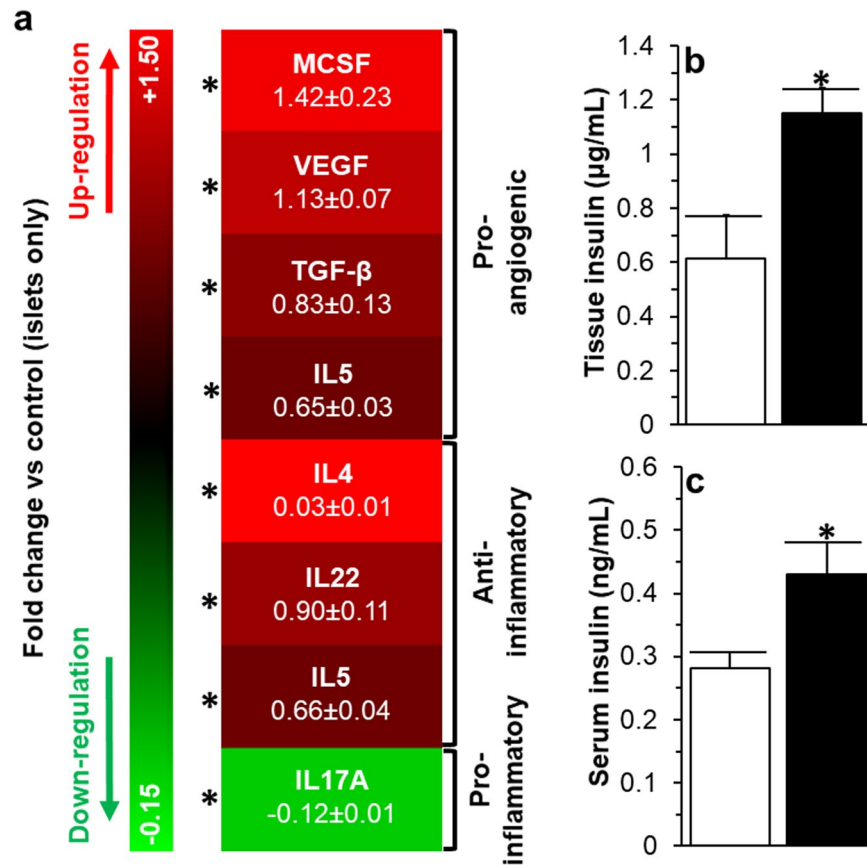 a
Fold change vs control (islets only)
Up-regulation
Down-regulation
+1.50
-0.15
*
MCSF
1.42±0.23
*
VEGF
1.13±0.07
*
TGF-β
0.83±0.13
*
IL5
0.65±0.03
*
IL4
0.03±0.01
*
IL22
0.90±0.11
*
IL5
0.66±0.04
*
IL17A
-0.12±0.01
Pro-
angiogenic
Anti-
inflammatory
Pro-
inflammatory
b
Tissue insulin (µg/mL)
1.4
1.2
1
0.8
0.6
0.4
0.2
0
*
c
Serum insulin (ng/mL)
0.6
0.5
0.4
0.3
0.2
0.1
0
*